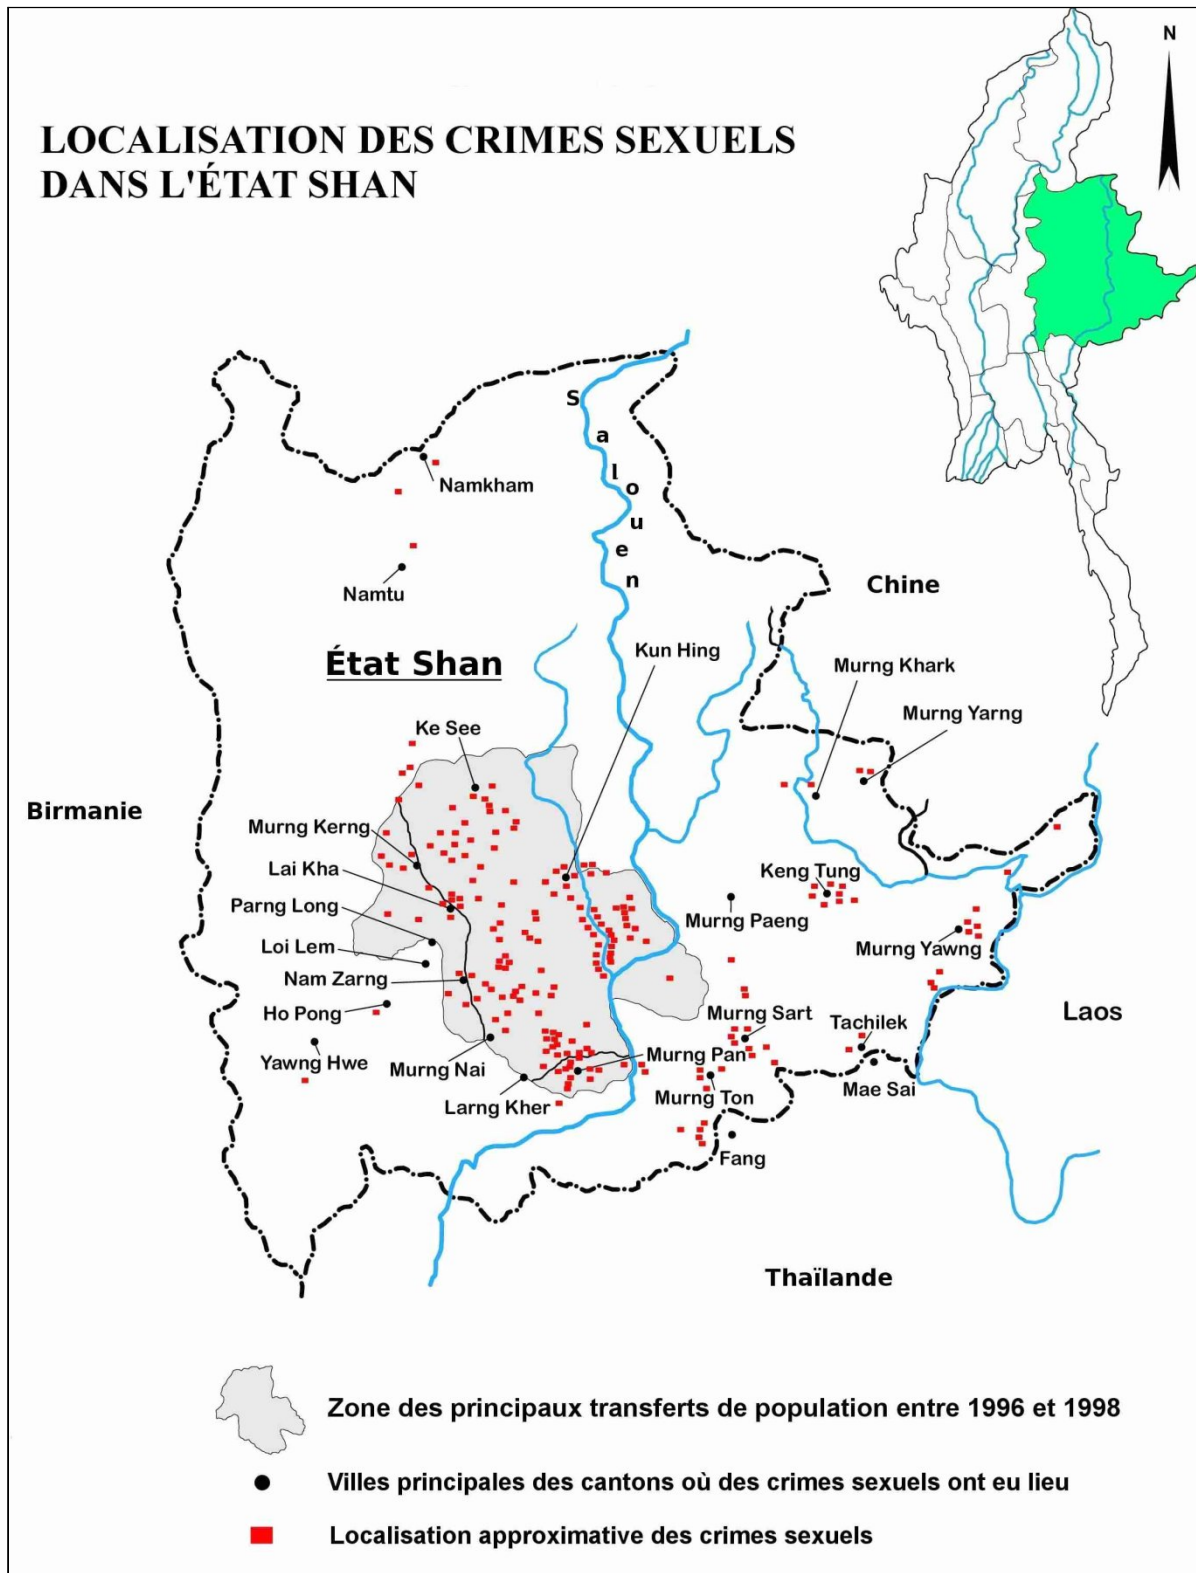 N
LOCALISATION DES CRIMES SEXUELS
DANS L'ÉTAT SHAN
Salouen
Namkham
Namtu
Chine
État Shan
Kun Hing
Murng Khark
Murng Yarng
Ke See
Birmanie
Murng Kerng
Lai Kha
Keng Tung
Parng Long
Murng Paeng
Loi Lem
Murng Yawng
Nam Zarng
Ho Pong
Murng Sart
Tachilek
Laos
Yawng Hwe
Murng Nai
Murng Pan
Mae Sai
Larng Kher
Murng Ton
Fang
Thaïlande
Zone des principaux transferts de population entre 1996 et 1998
Villes principales des cantons où des crimes sexuels ont eu lieu
Localisation approximative des crimes sexuels